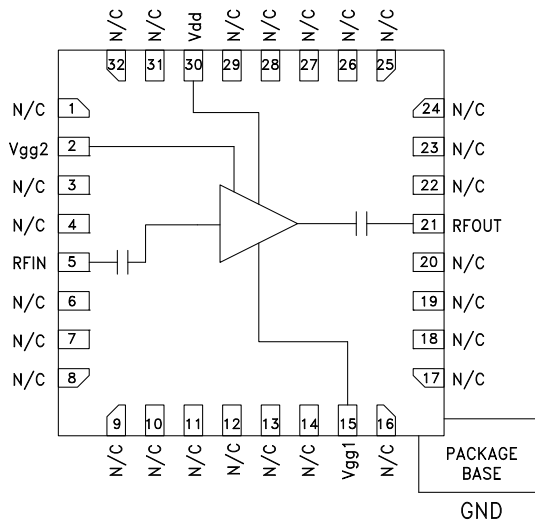 N/C N/C Vdd N/C N/C N/C N/C N/C
32 31 30 29 28 27 26 25
N/C 1
Vgg2 2
N/C 3
N/C 4
RFIN 5
N/C 6
N/C 7
N/C 8
24 N/C
23 N/C
22 N/C
21 RFOUT
20 N/C
19 N/C
18 N/C
17 N/C
9 10 11 12 13 14 15 16
N/C N/C N/C N/C N/C N/C Vgg1 N/C
PACKAGE
BASE
GND